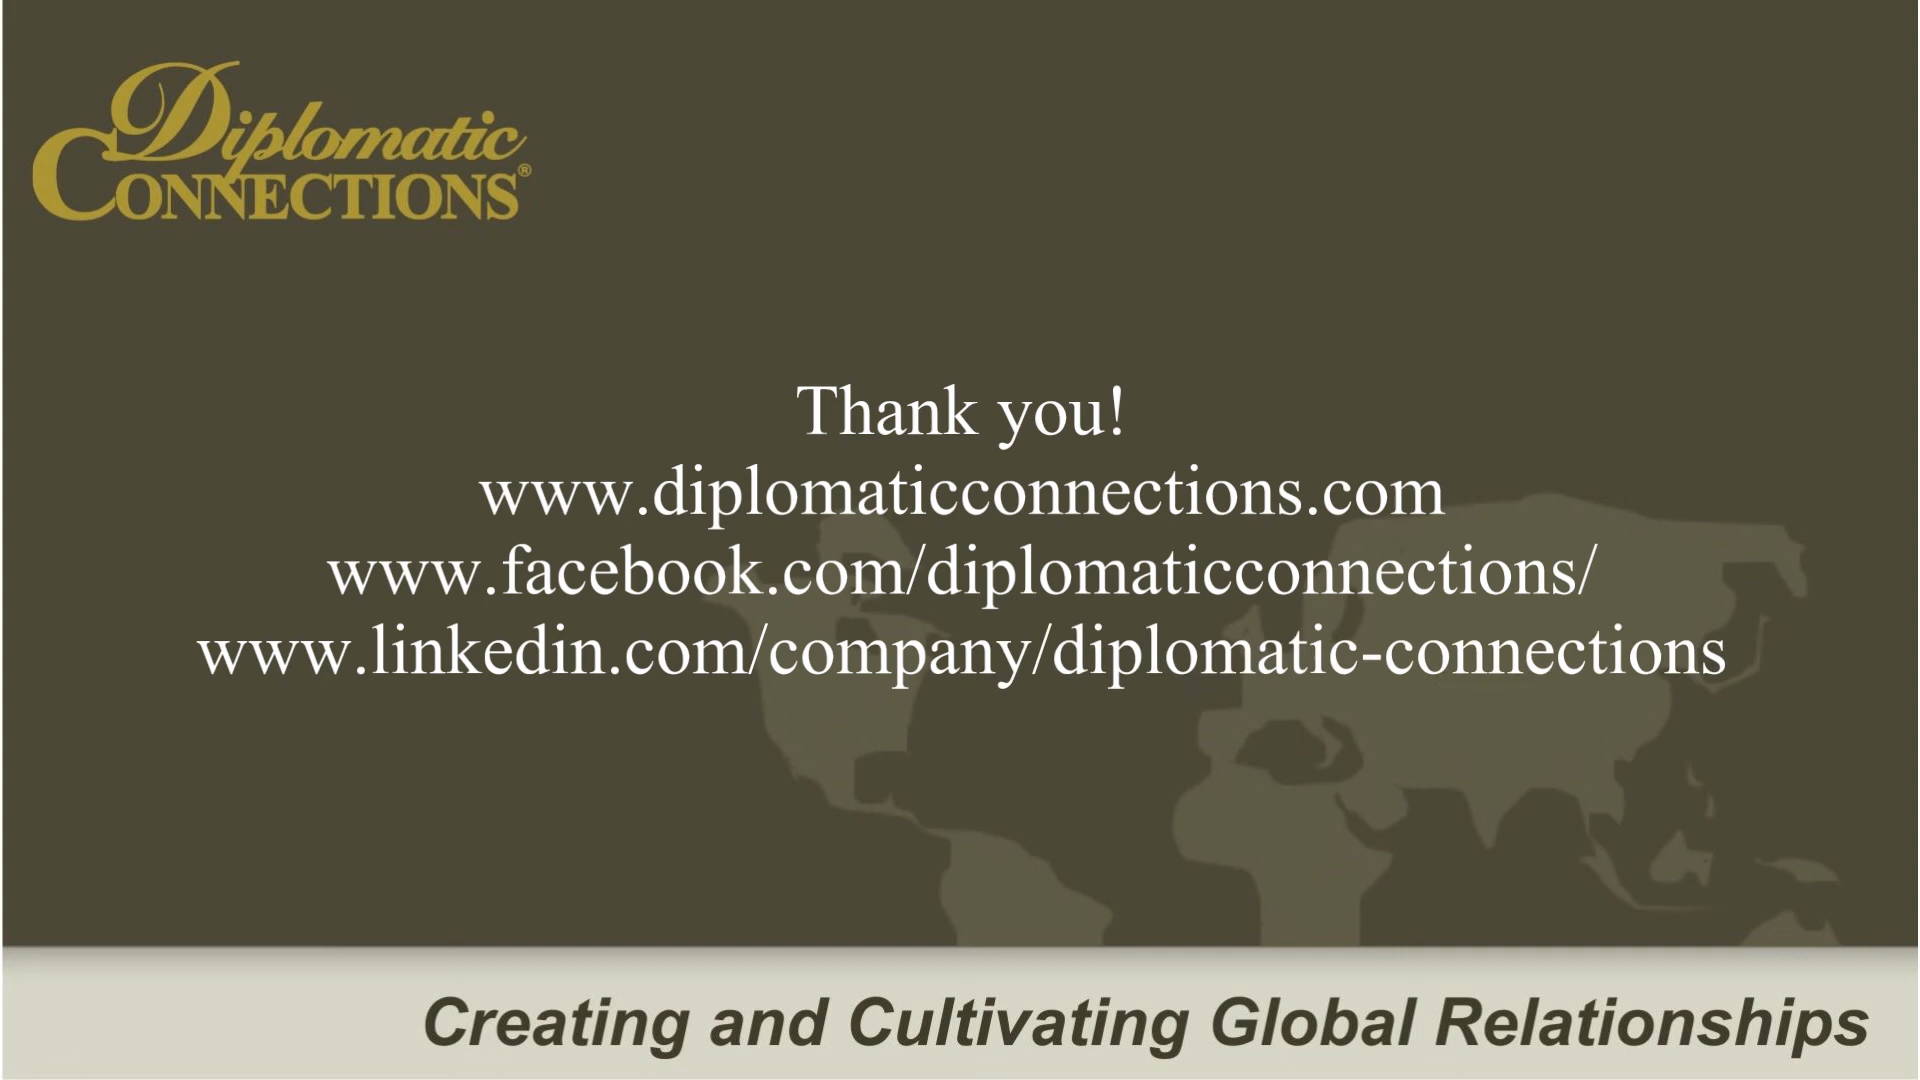 Diplomatic
CONNECTIONS®
Thank you!
www.diplomaticconnections.com
www.facebook.com/diplomaticconnections/
www.linkedin.com/company/diplomatic-connections
Creating and Cultivating Global Relationships